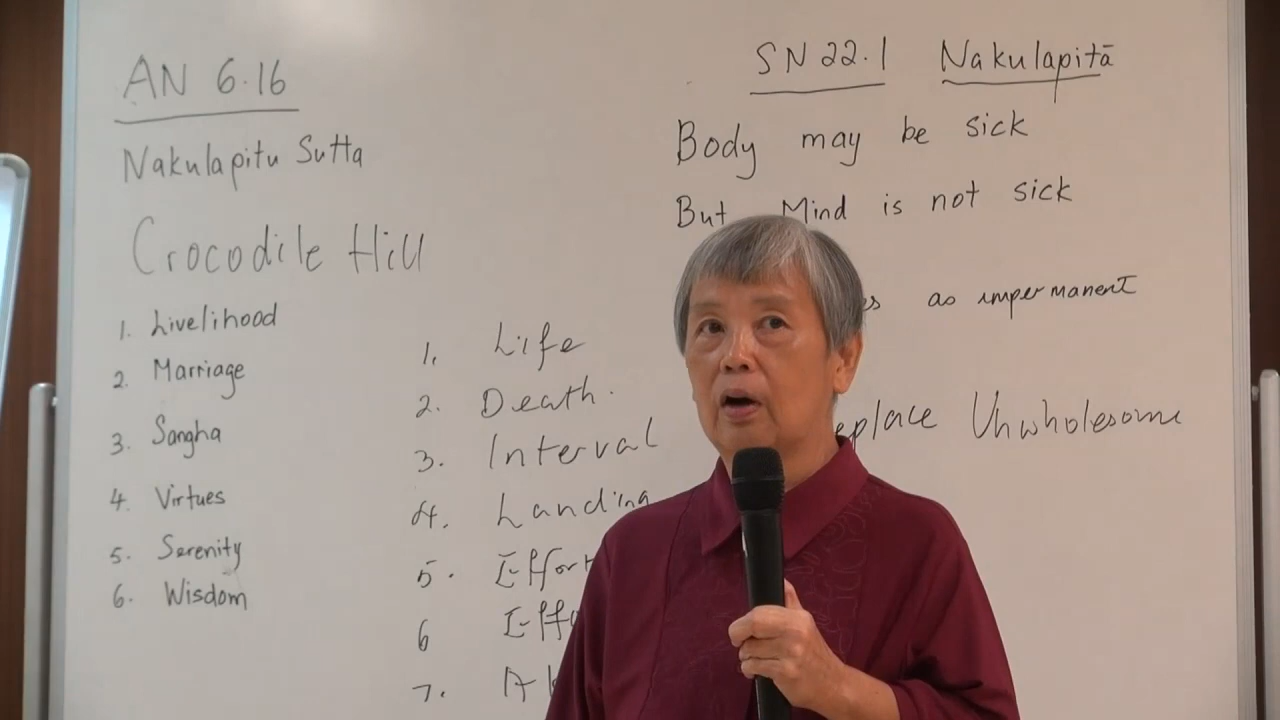 AN 6.16
Nakulapitu Sutta
Crocodile Hill
1. Livelihood
2. Marriage
3. Sangha
4. Virtues
5. Serenity
6. Wisdom
1. Life
2. Death.
3. Interval
4. Landing
5.
6
7.
SN 22.1 Nakulapitā
Body may be sick
But Mind is not sick
as impermanent
Unwholesome